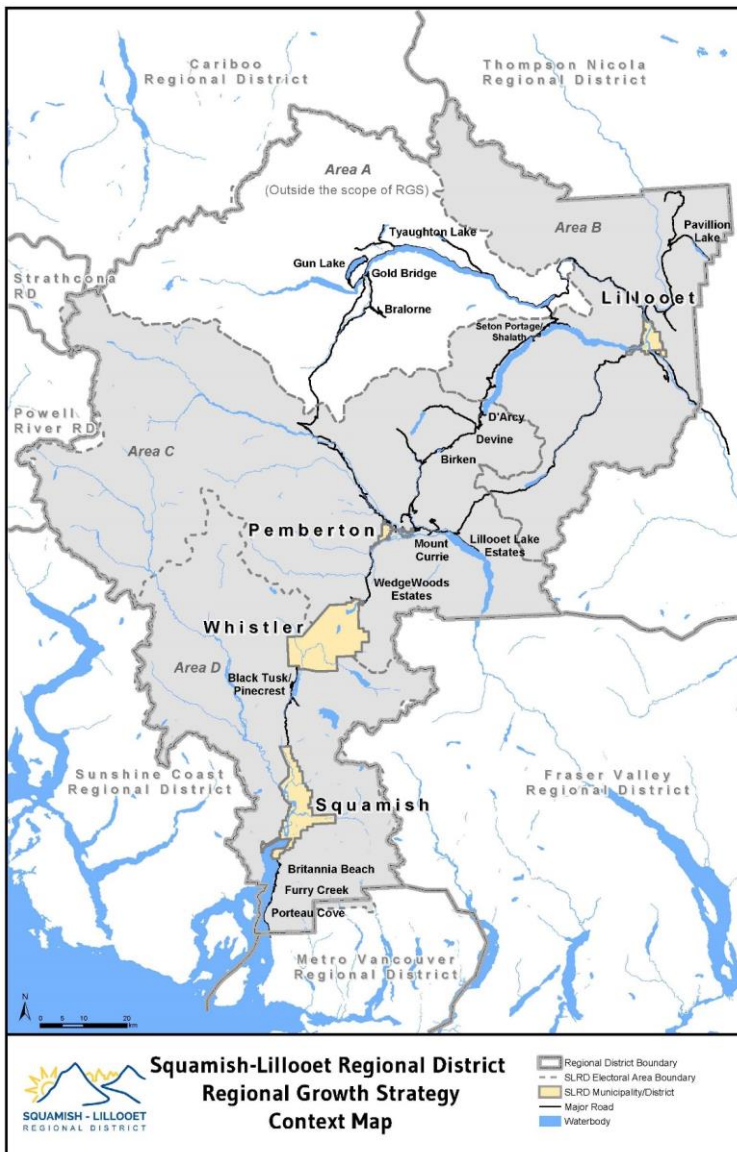 Cariboo
Regional District
Thompson Nicola
Regional District
Area A
(Outside the scope of RGS)
Area B
Tyaughton Lake
Pavillion
Lake
Gun Lake
Gold Bridge
Strathcona
RD
Lillooet
Bralorne
Seton Portage/
Shalath
Powell
River RD
D'Arcy
Area C
Devine
Birken
Pemberton
Mount
Currie
Lillooet Lake
Estates
WedgeWoods
Estates
Whistler
Area D
Black Tusk/
Pinecrest
Sunshine Coast
Regional District
Fraser Valley
Regional District
Squamish
Britannia Beach
Furry Creek
Porteau Cove
Metro Vancouver
Regional District
N
0 5 10 20
km
SQUAMISH - LILLOOET
REGIONAL DISTRICT
Squamish-Lillooet Regional District
Regional Growth Strategy
Context Map
Regional District Boundary
SLRD Electoral Area Boundary
SLRD Municipality/District
Major Road
Waterbody